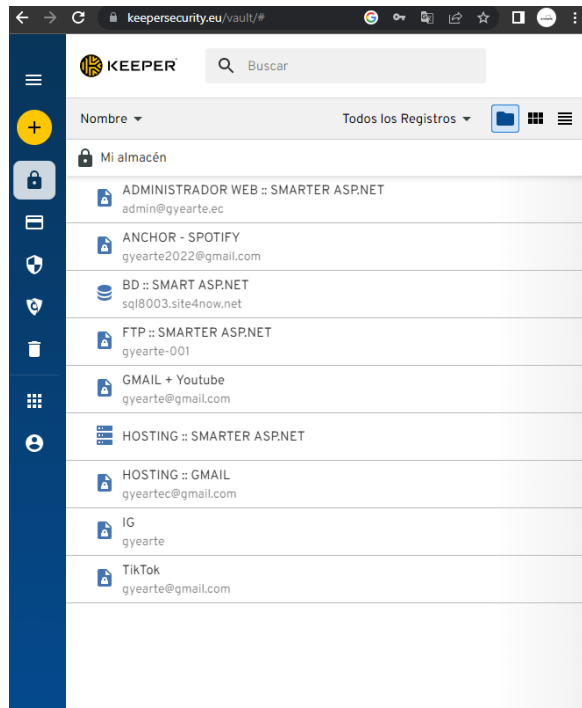 keepersecurity.eu/vault/#
KEEPER
Buscar
Nombre
Todos los Registros
Mi almacén
ADMINISTRADOR WEB :: SMARTER ASP.NET
admin@gyearte.ec
ANCHOR - SPOTIFY
gyearte2022@gmail.com
BD :: SMART ASP.NET
sql8003.site4now.net
FTP :: SMARTER ASP.NET
gyearte-001
GMAIL + Youtube
gyearte@gmail.com
HOSTING :: SMARTER ASP.NET
HOSTING :: GMAIL
gyeartec@gmail.com
IG
gyearte
TikTok
gyearte@gmail.com